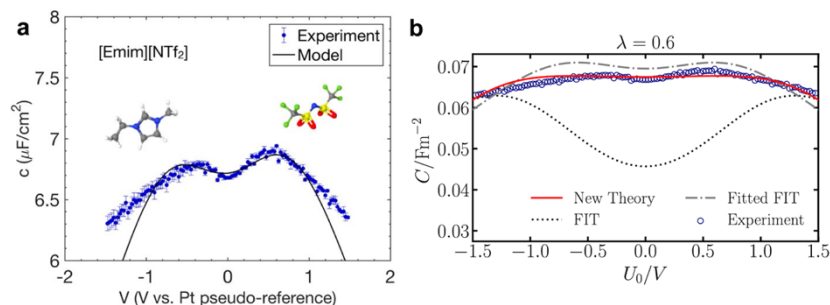 a
[Emim][NTf₂]
Experiment
Model
8
7.5
7
6.5
6
c (μF/cm²)
-2
-1
0
1
2
V (V vs. Pt pseudo-reference)
b
λ = 0.6
0.07
0.06
0.05
0.04
0.03
C/Fm⁻²
New Theory
Fitted FIT
FIT
Experiment
−1.5
−1.0
−0.5
0.0
0.5
1.0
1.5
U₀/V